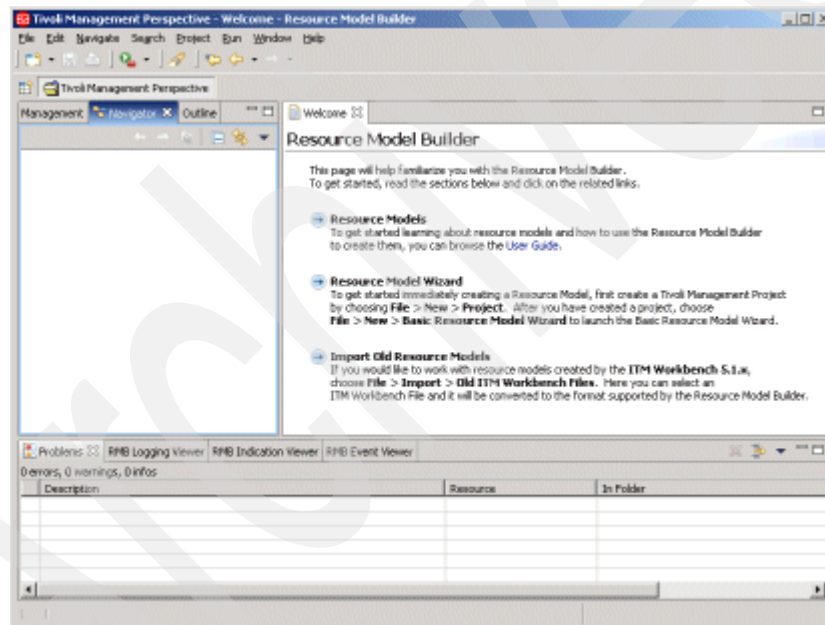 Tivoli Management Perspective - Welcome - Resource Model Builder
File Edit Navigate Search Project Run Window Help
Tivoli Management Perspective
Management Navigator Outline Welcome
Resource Model Builder
This page will help familiarize you with the Resource Model Builder.
To get started, read the sections below and click on the related links.
Resource Models
To get started learning about resource models and how to use the Resource Model Builder
to create them, you can browse the User Guide.
Resource Model Wizard
To get started immediately creating a Resource Model, first create a Tivoli Management Project
by choosing File > New > Project. After you have created a project, choose
File > New > Basic Resource Model Wizard to launch the Basic Resource Model Wizard.
Import Old Resource Models
If you would like to work with resource models created by the ITM Workbench 5.1.x,
choose File > Import > Old ITM Workbench Files. Here you can select an
ITM Workbench File and it will be converted to the format supported by the Resource Model Builder.
Problems RMB Logging Viewer RMB Indication Viewer RMB Event Viewer
0 errors, 0 warnings, 0 infos
Description Resource In Folder